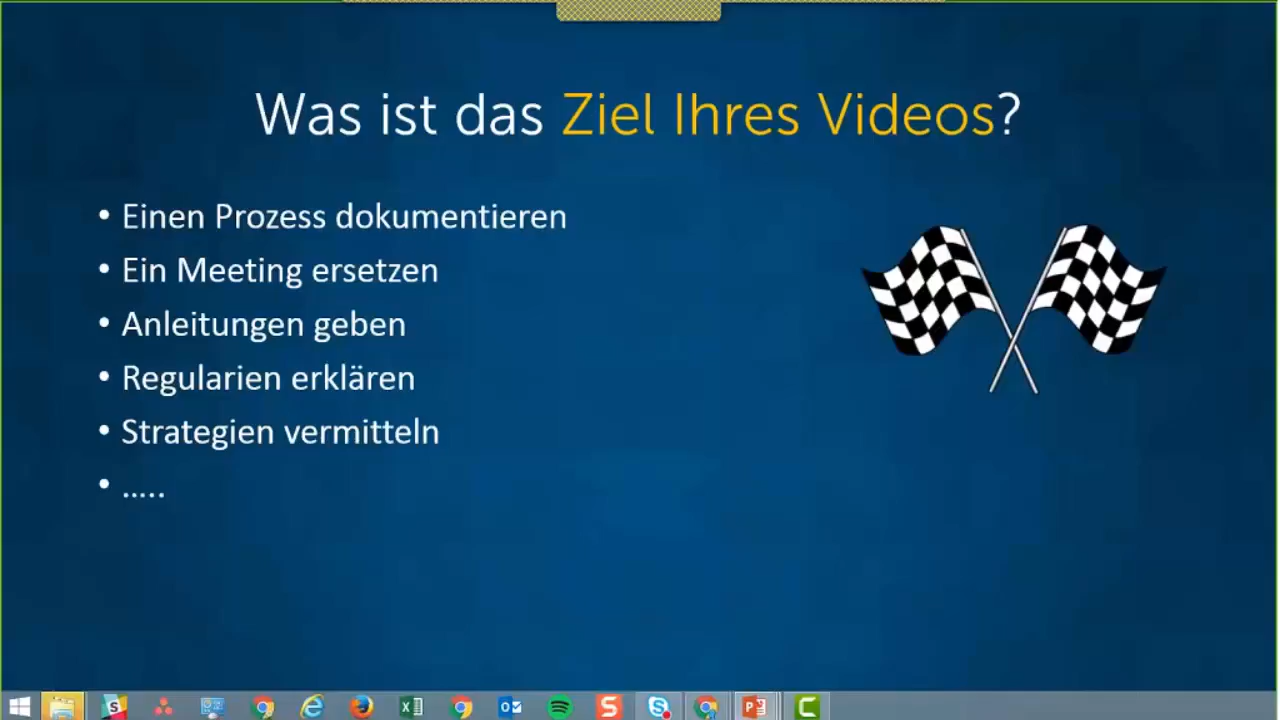 Was ist das Ziel Ihres Videos?
• Einen Prozess dokumentieren
• Ein Meeting ersetzen
• Anleitungen geben
• Regularien erklären
• Strategien vermitteln
• .....